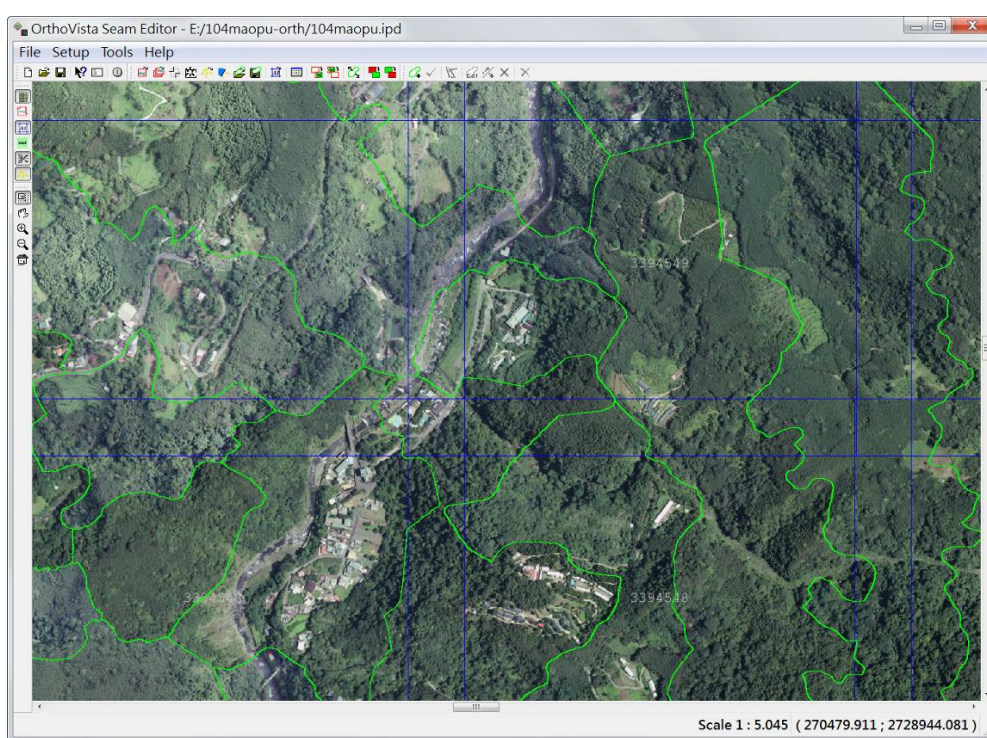 OrthoVista Seam Editor - E:/104maopu-orth/104maopu.ipd
File Setup Tools Help
3394549
3394548
Scale 1 : 5.045 ( 270479.911 ; 2728944.081 )